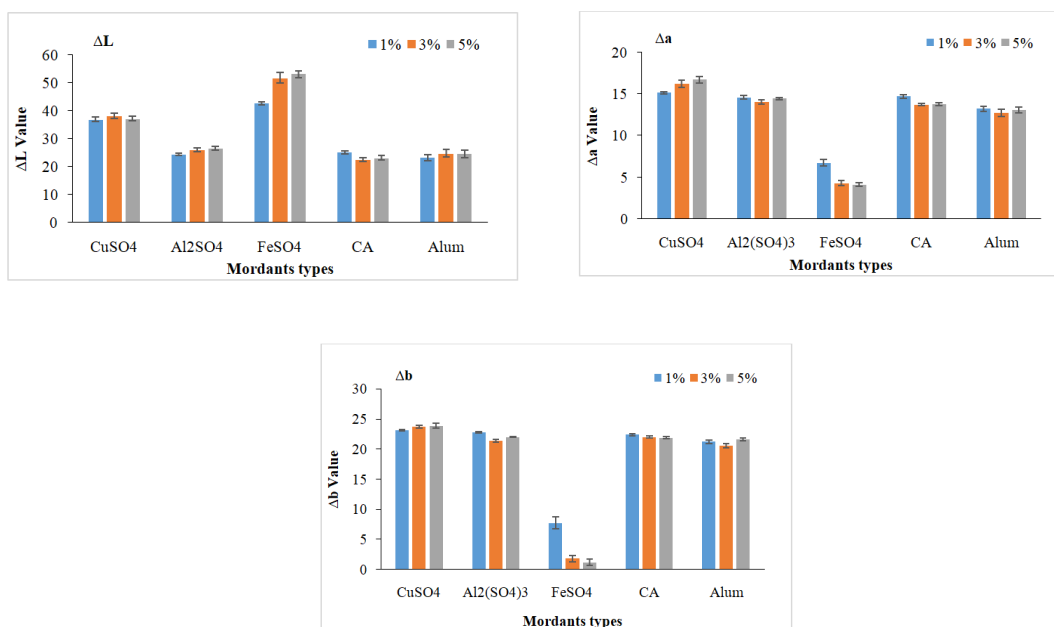 ΔL
1% 3% 5%
60
50
40
30
20
10
0
ΔL Value
CuSO4 Al2SO4 FeSO4 CA Alum
Mordants types
Δa
1% 3% 5%
20
15
10
5
0
Δa Value
CuSO4 Al2(SO4)3 FeSO4 CA Alum
Mordants types
Δb
1% 3% 5%
30
25
20
15
10
5
0
Δb Value
CuSO4 Al2(SO4)3 FeSO4 CA Alum
Mordants types